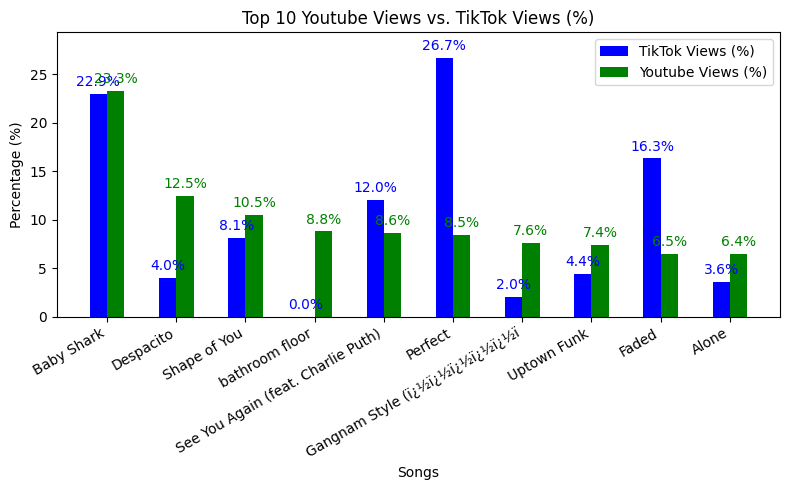 Top 10 Youtube Views vs. TikTok Views (%)
TikTok Views (%)
Youtube Views (%)
Percentage (%)
25
20
15
10
5
0
22.9%
23.3%
4.0%
12.5%
8.1%
10.5%
0.0%
8.8%
12.0%
8.6%
26.7%
8.5%
2.0%
7.6%
4.4%
7.4%
16.3%
6.5%
3.6%
6.4%
Baby Shark
Despacito
Shape of You
bathroom floor
See You Again (feat. Charlie Puth)
Perfect
Gangnam Style (ï¿½ï¿½ï¿½ï¿½ï¿½ï
Uptown Funk
Faded
Alone
Songs